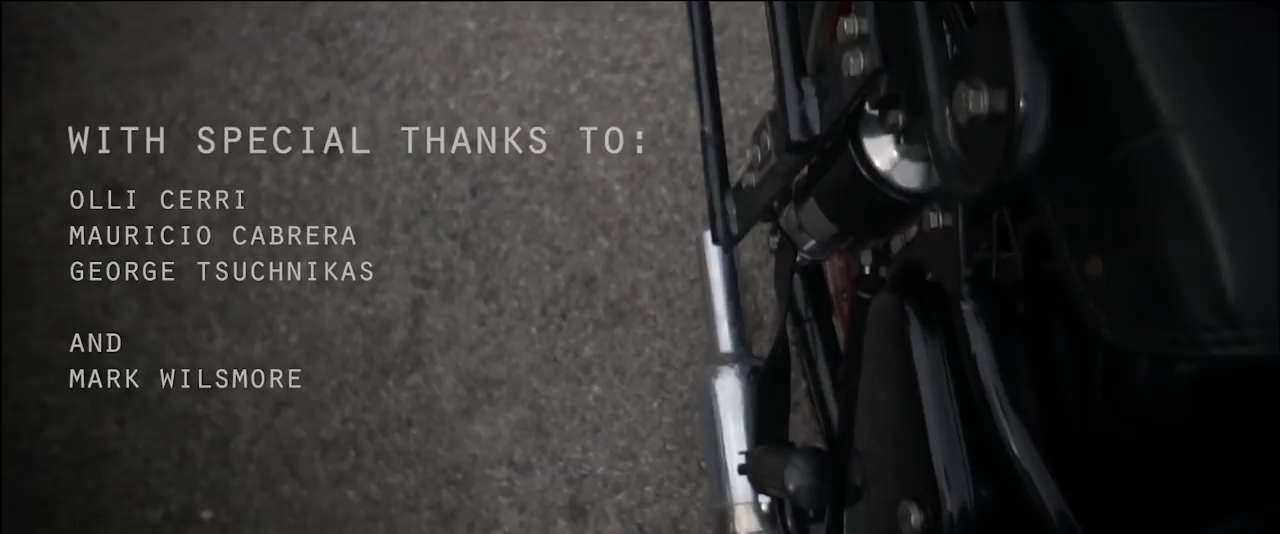 WITH SPECIAL THANKS TO:
OLLI CERRI
MAURICIO CABRERA
GEORGE TSUCHNIKAS
AND
MARK WILSMORE